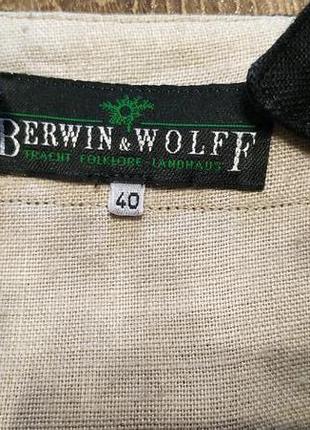 BERWIN & WOLFF
TRACHT FOLKLORE LANDHAUS
40